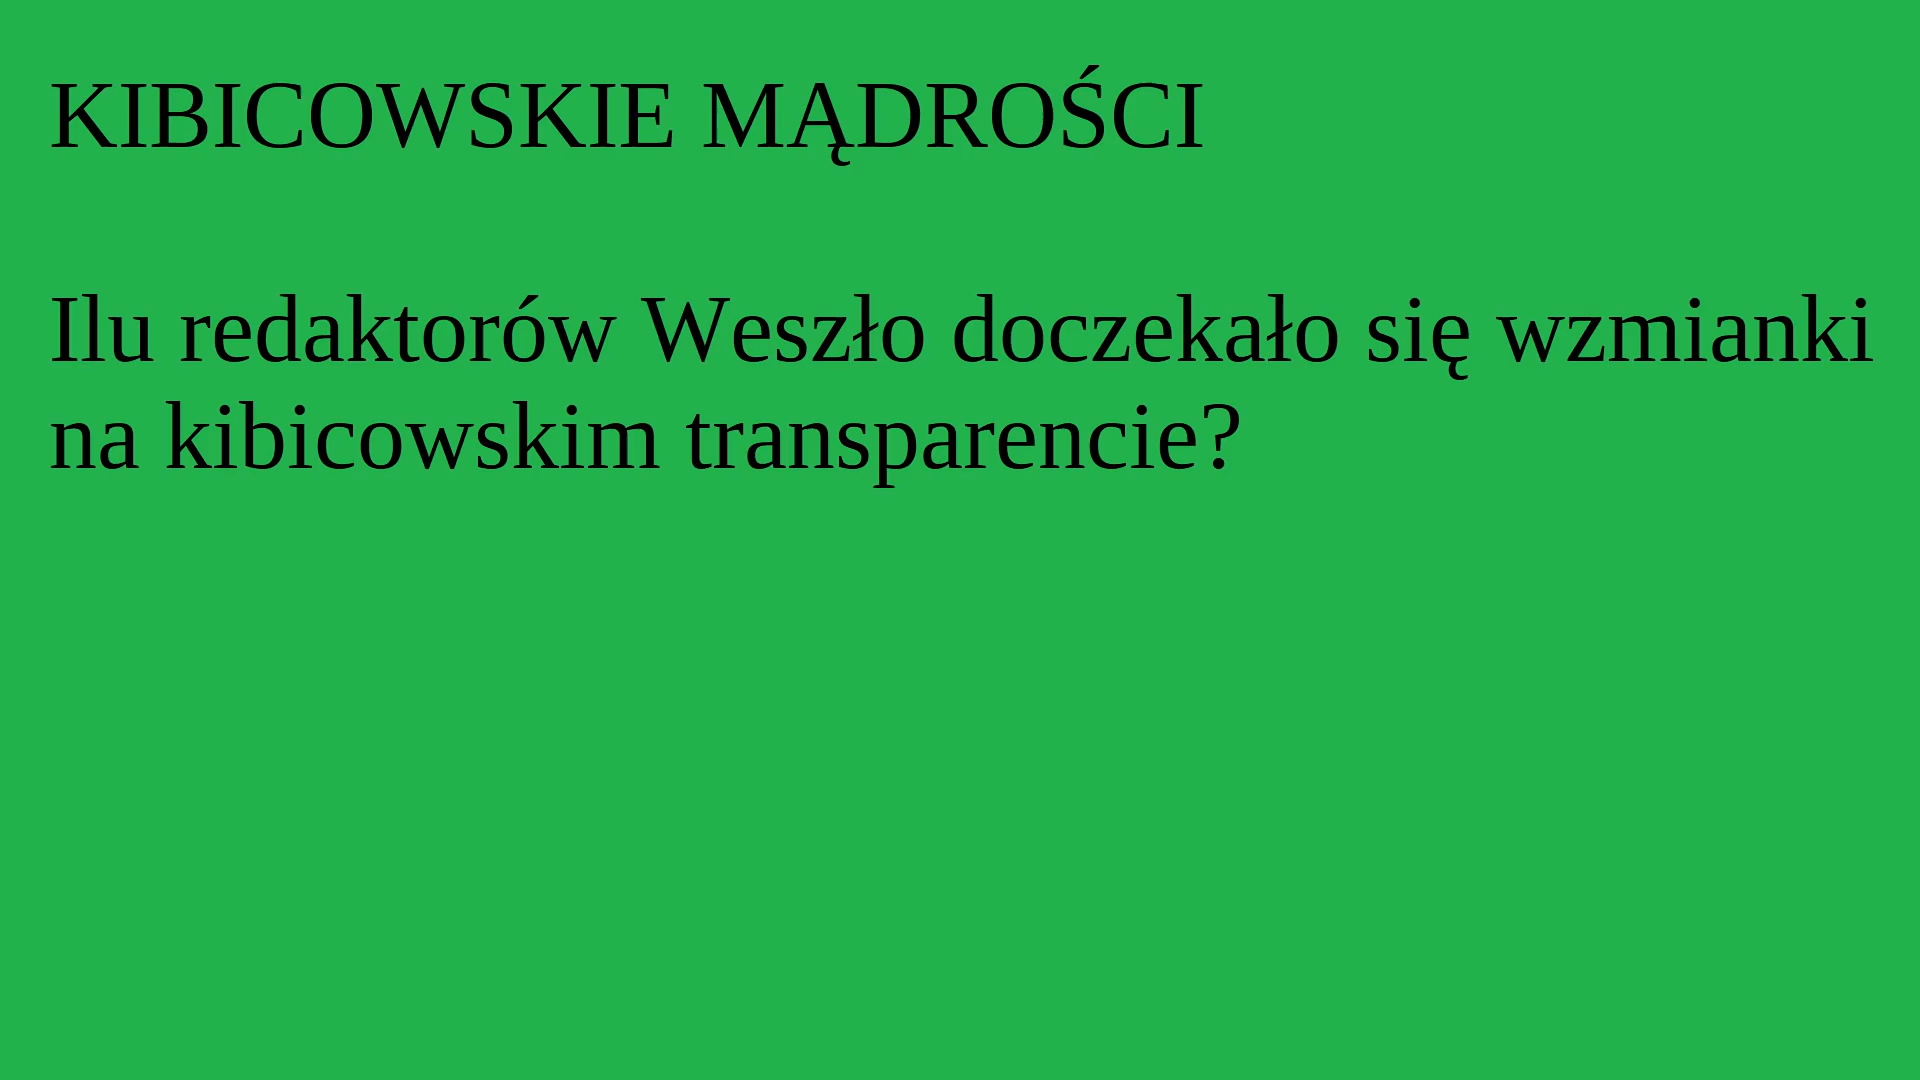 KIBICOWSKIE MĄDROŚCI
Ilu redaktorów Weszło doczekało się wzmianki
na kibicowskim transparencie?